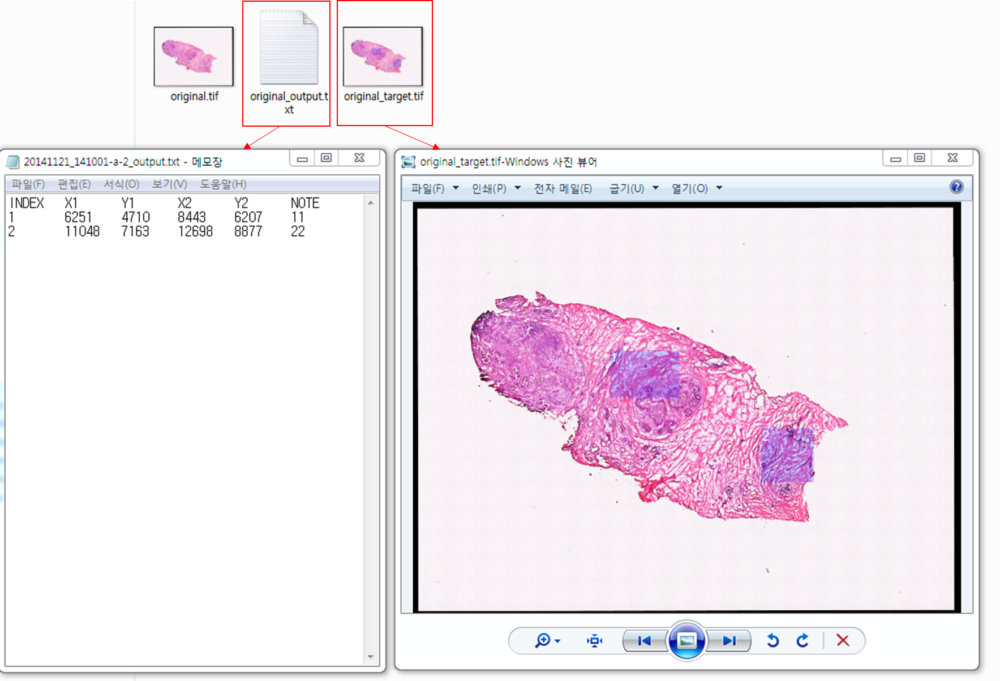 original.tif
original_output.t
xt
original_target.tif
20141121_141001-a-2_output.txt - 메모장
파일(F) 편집(E) 서식(O) 보기(V) 도움말(H)
INDEX X1 Y1 X2 Y2 NOTE
1 6251 4710 8443 6207 11
2 11048 7163 12698 8877 22
original_target.tif-Windows 사진 뷰어
파일(F) 인쇄(P) 전자 메일(E) 굽기(U) 열기(O)
1
2